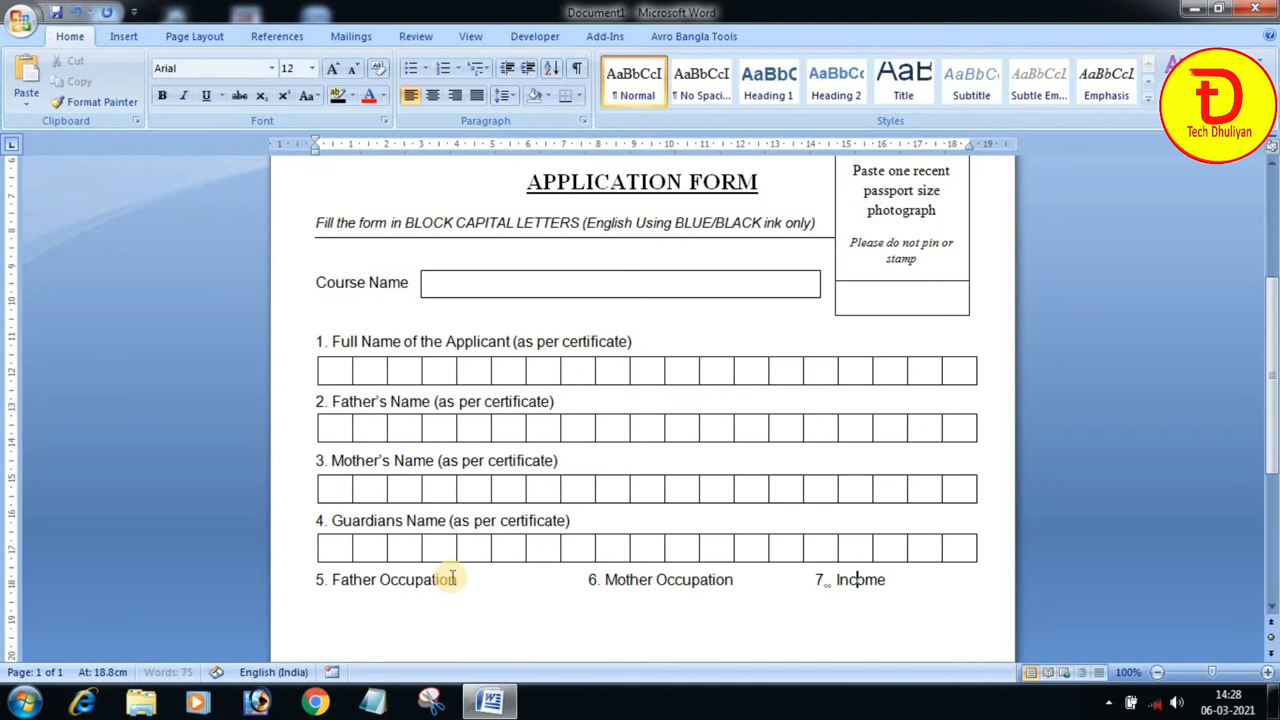 Document1 - Microsoft Word
Home Insert Page Layout References Mailings Review View Developer Add-Ins Avro Bangla Tools
Cut
Copy
Paste
Format Painter
Clipboard
Arial 12
Font
Paragraph
AaBbCcI AaBbCcI AaBbC AaBbCc AaB AaBbCcI AaBbCcI AaBbCcI
¶ Normal ¶ No Spaci... Heading 1 Heading 2 Title Subtitle Subtle Em... Emphasis
Styles
Tech Dhuliyan
APPLICATION FORM
Paste one recent
passport size
photograph
Please do not pin or
stamp
Fill the form in BLOCK CAPITAL LETTERS (English Using BLUE/BLACK ink only)
Course Name
1. Full Name of the Applicant (as per certificate)
2. Father’s Name (as per certificate)
3. Mother’s Name (as per certificate)
4. Guardians Name (as per certificate)
5. Father Occupation 6. Mother Occupation 7.. Income
Page: 1 of 1 At: 18.8cm Words: 75 English (India) 100%
14:28
06-03-2021